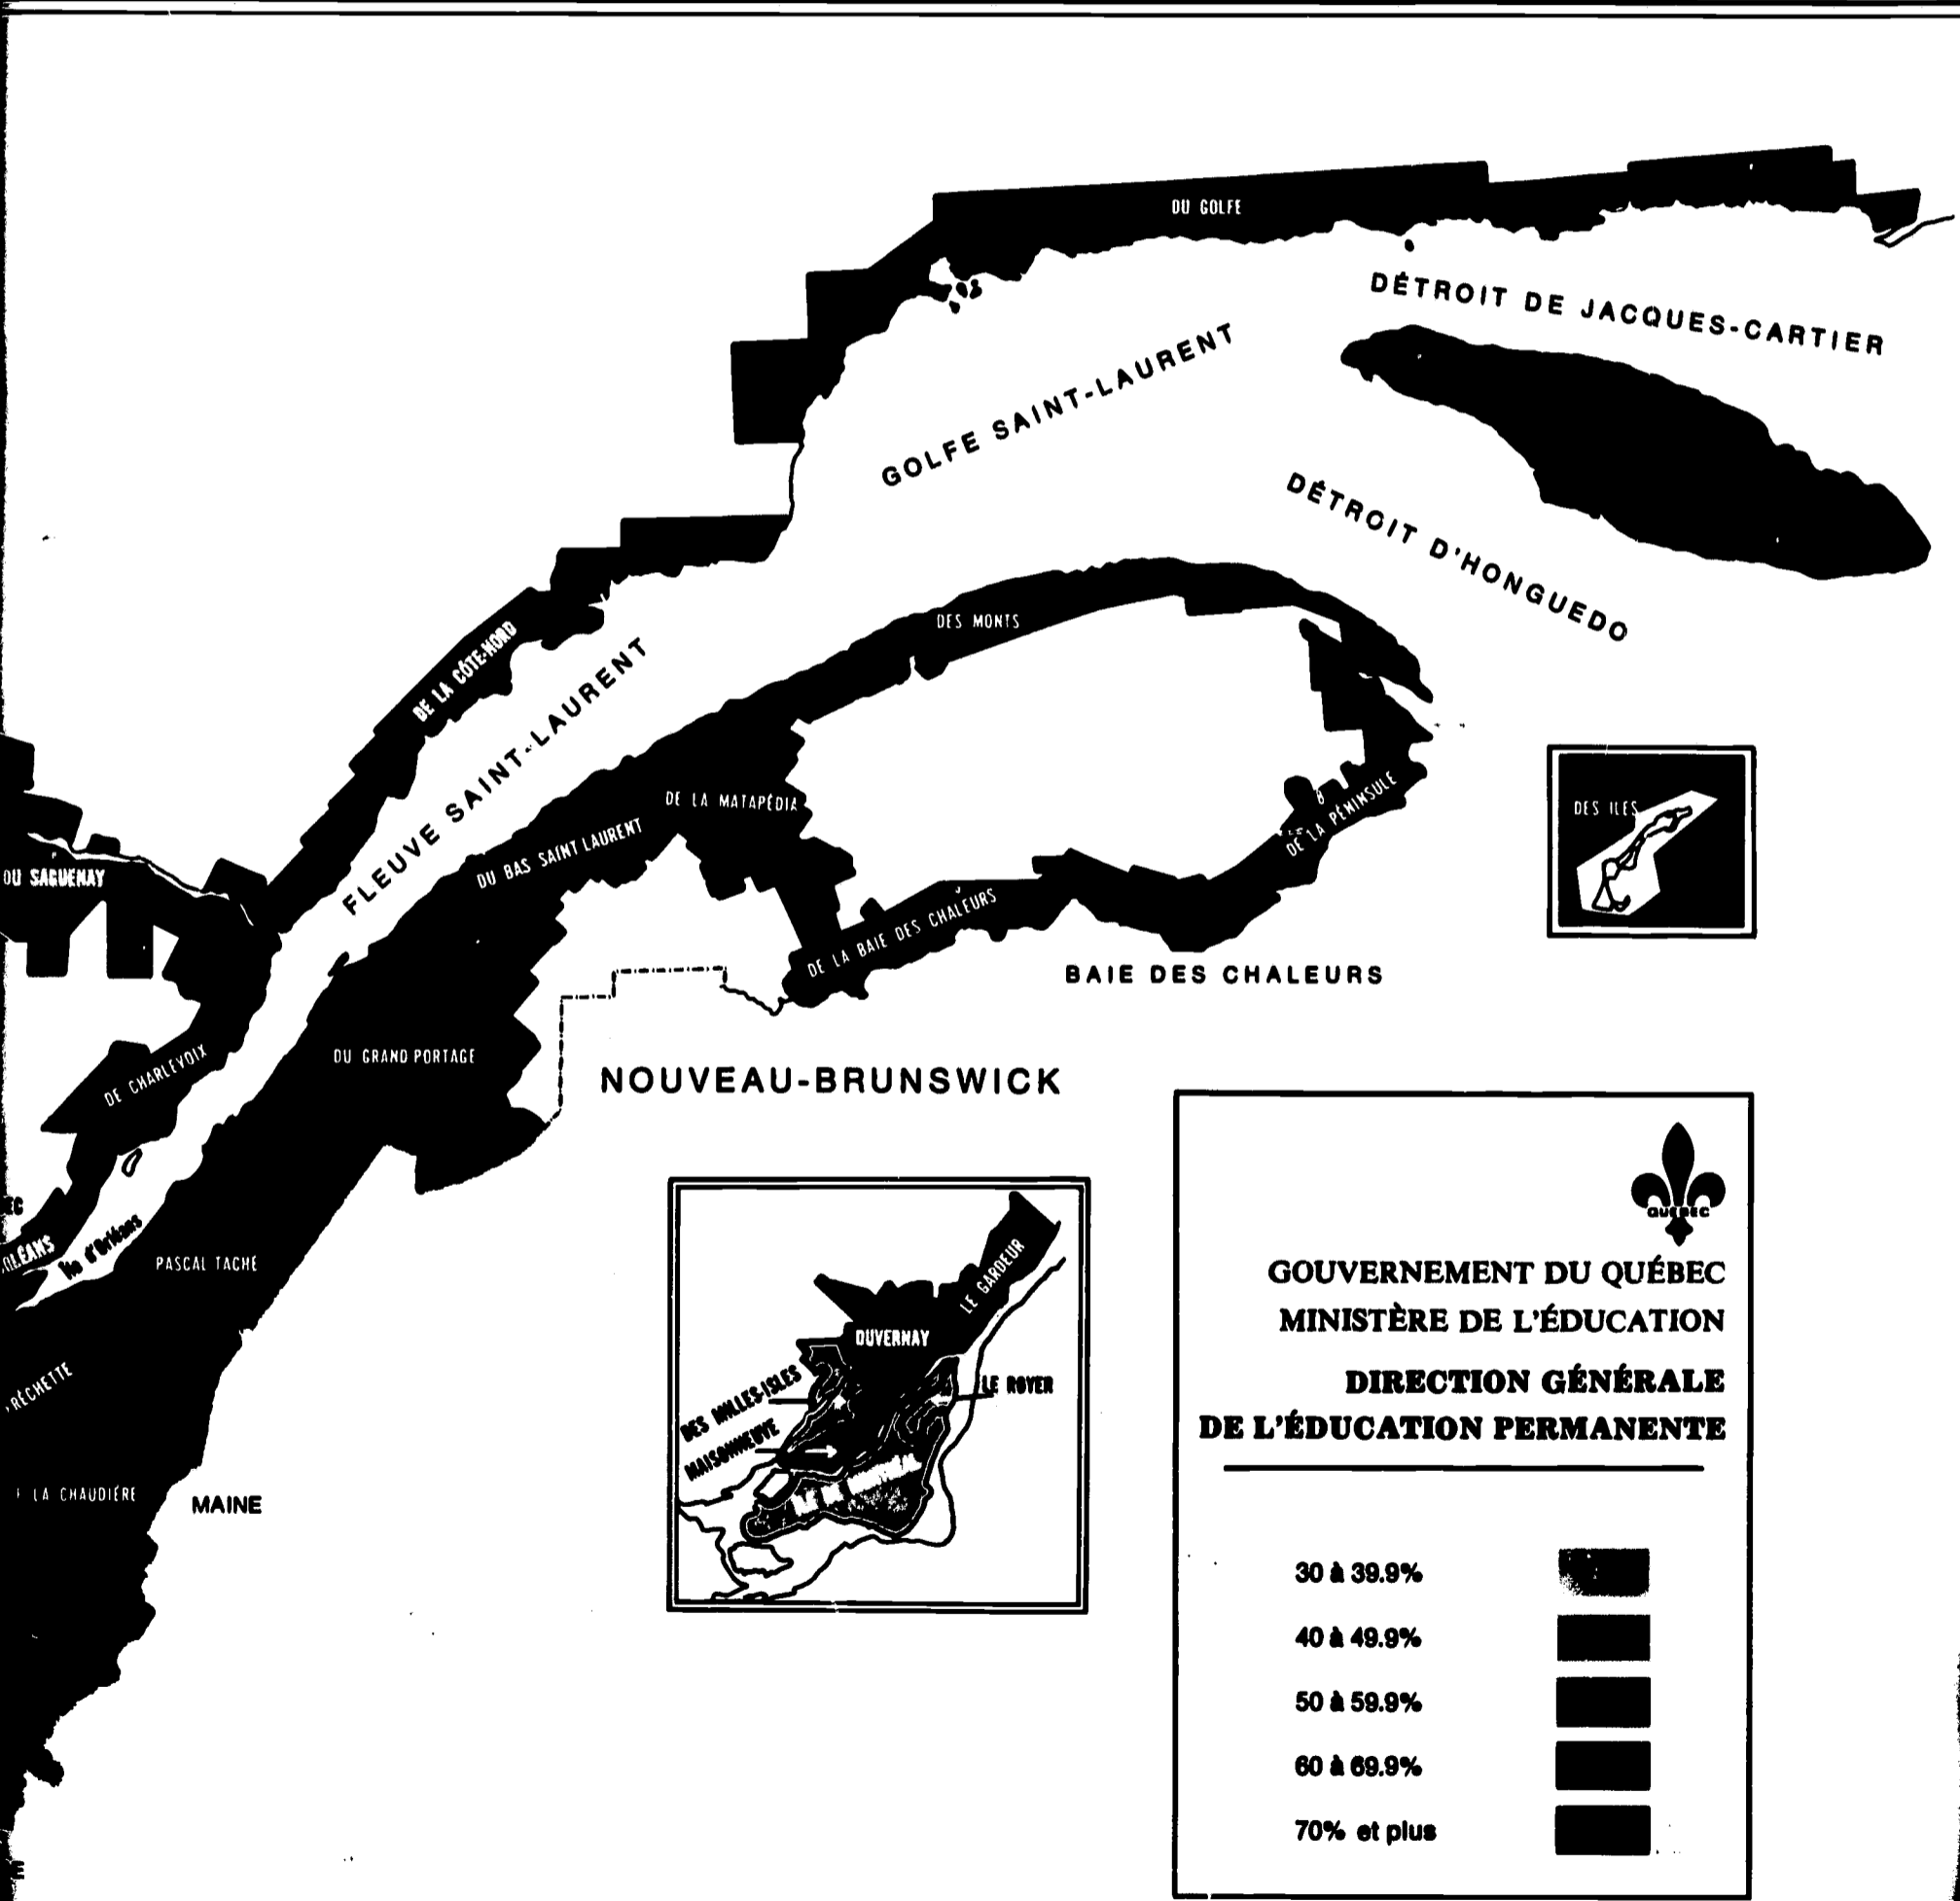 DU GOLFE
DÉTROIT DE JACQUES-CARTIER
GOLFE SAINT-LAURENT
DÉTROIT D'HONGUEDO
DES MONTS
DE LA CÔTE-NORD
FLEUVE SAINT-LAURENT
DE LA MATAPÉDIA
DE LA PÉNINSULE
DES ILES
DU BAS SAINT LAURENT
DU SAGUENAY
DE LA BAIE DES CHALEURS
BAIE DES CHALEURS
DU GRAND PORTAGE
DE CHARLEVOIX
NOUVEAU-BRUNSWICK
Ile d'Orléans
PASCAL TACHÉ
LA CHAUDIÉRE
MAINE
LE GARDEUR
DUVERNAY
DES MILLES-ISLES
LE ROYER
MAISONNEUVE
QUÉBEC
GOUVERNEMENT DU QUÉBEC
MINISTÈRE DE L'ÉDUCATION
DIRECTION GÉNÉRALE
DE L'ÉDUCATION PERMANENTE
30 à 39.9%
40 à 49.9%
50 à 59.9%
60 à 69.9%
70% et plus